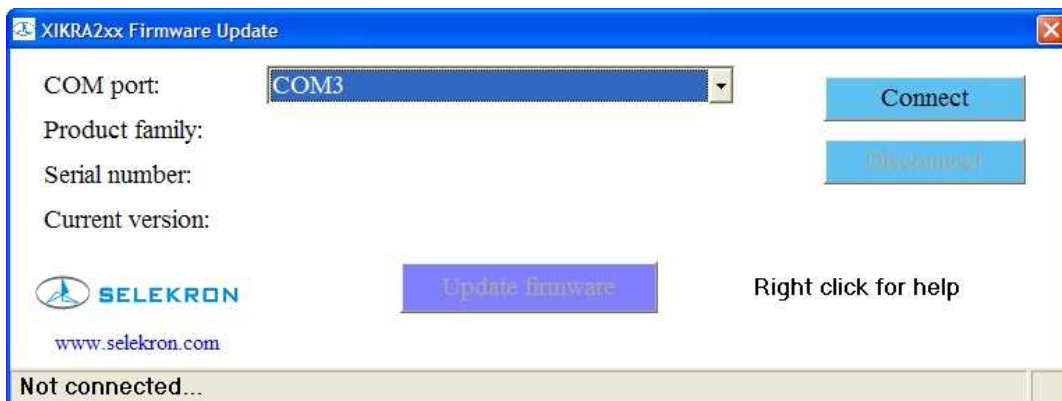 XIKRA2xx Firmware Update
COM port: COM3
Connect
Product family:
Disconnect
Serial number:
Current version:
SELEKRON
Update firmware
Right click for help
www.selekron.com
Not connected...